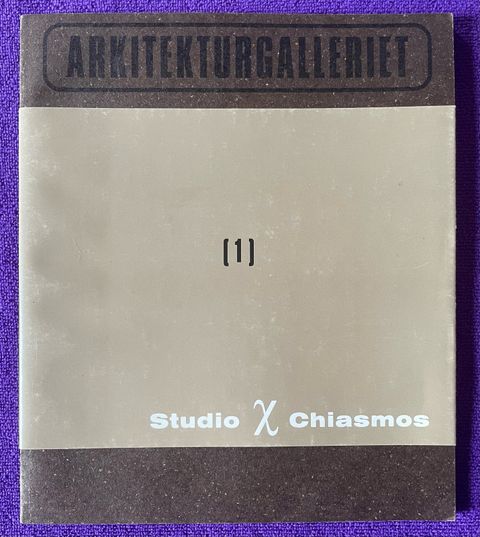 ARKITEKTURGALLERIET
(1)
Studio χ Chiasmos